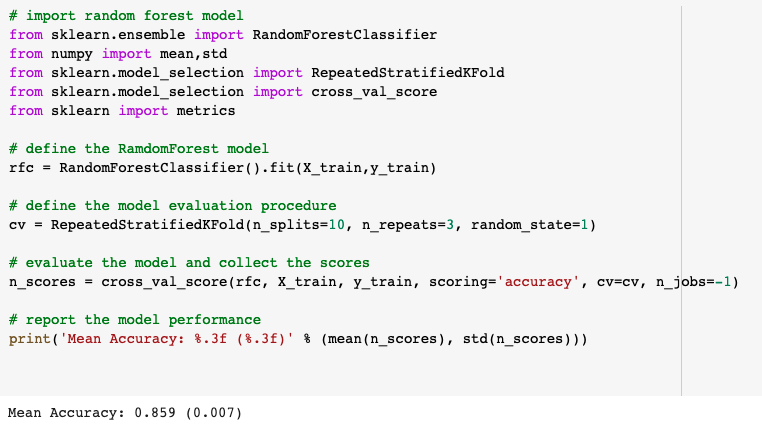 # import random forest model
from sklearn.ensemble import RandomForestClassifier
from numpy import mean,std
from sklearn.model_selection import RepeatedStratifiedKFold
from sklearn.model_selection import cross_val_score
from sklearn import metrics
# define the RamdomForest model
rfc = RandomForestClassifier().fit(X_train,y_train)
# define the model evaluation procedure
cv = RepeatedStratifiedKFold(n_splits=10, n_repeats=3, random_state=1)
# evaluate the model and collect the scores
n_scores = cross_val_score(rfc, X_train, y_train, scoring='accuracy', cv=cv, n_jobs=-1)
# report the model performance
print('Mean Accuracy: %.3f (%.3f)' % (mean(n_scores), std(n_scores)))
Mean Accuracy: 0.859 (0.007)